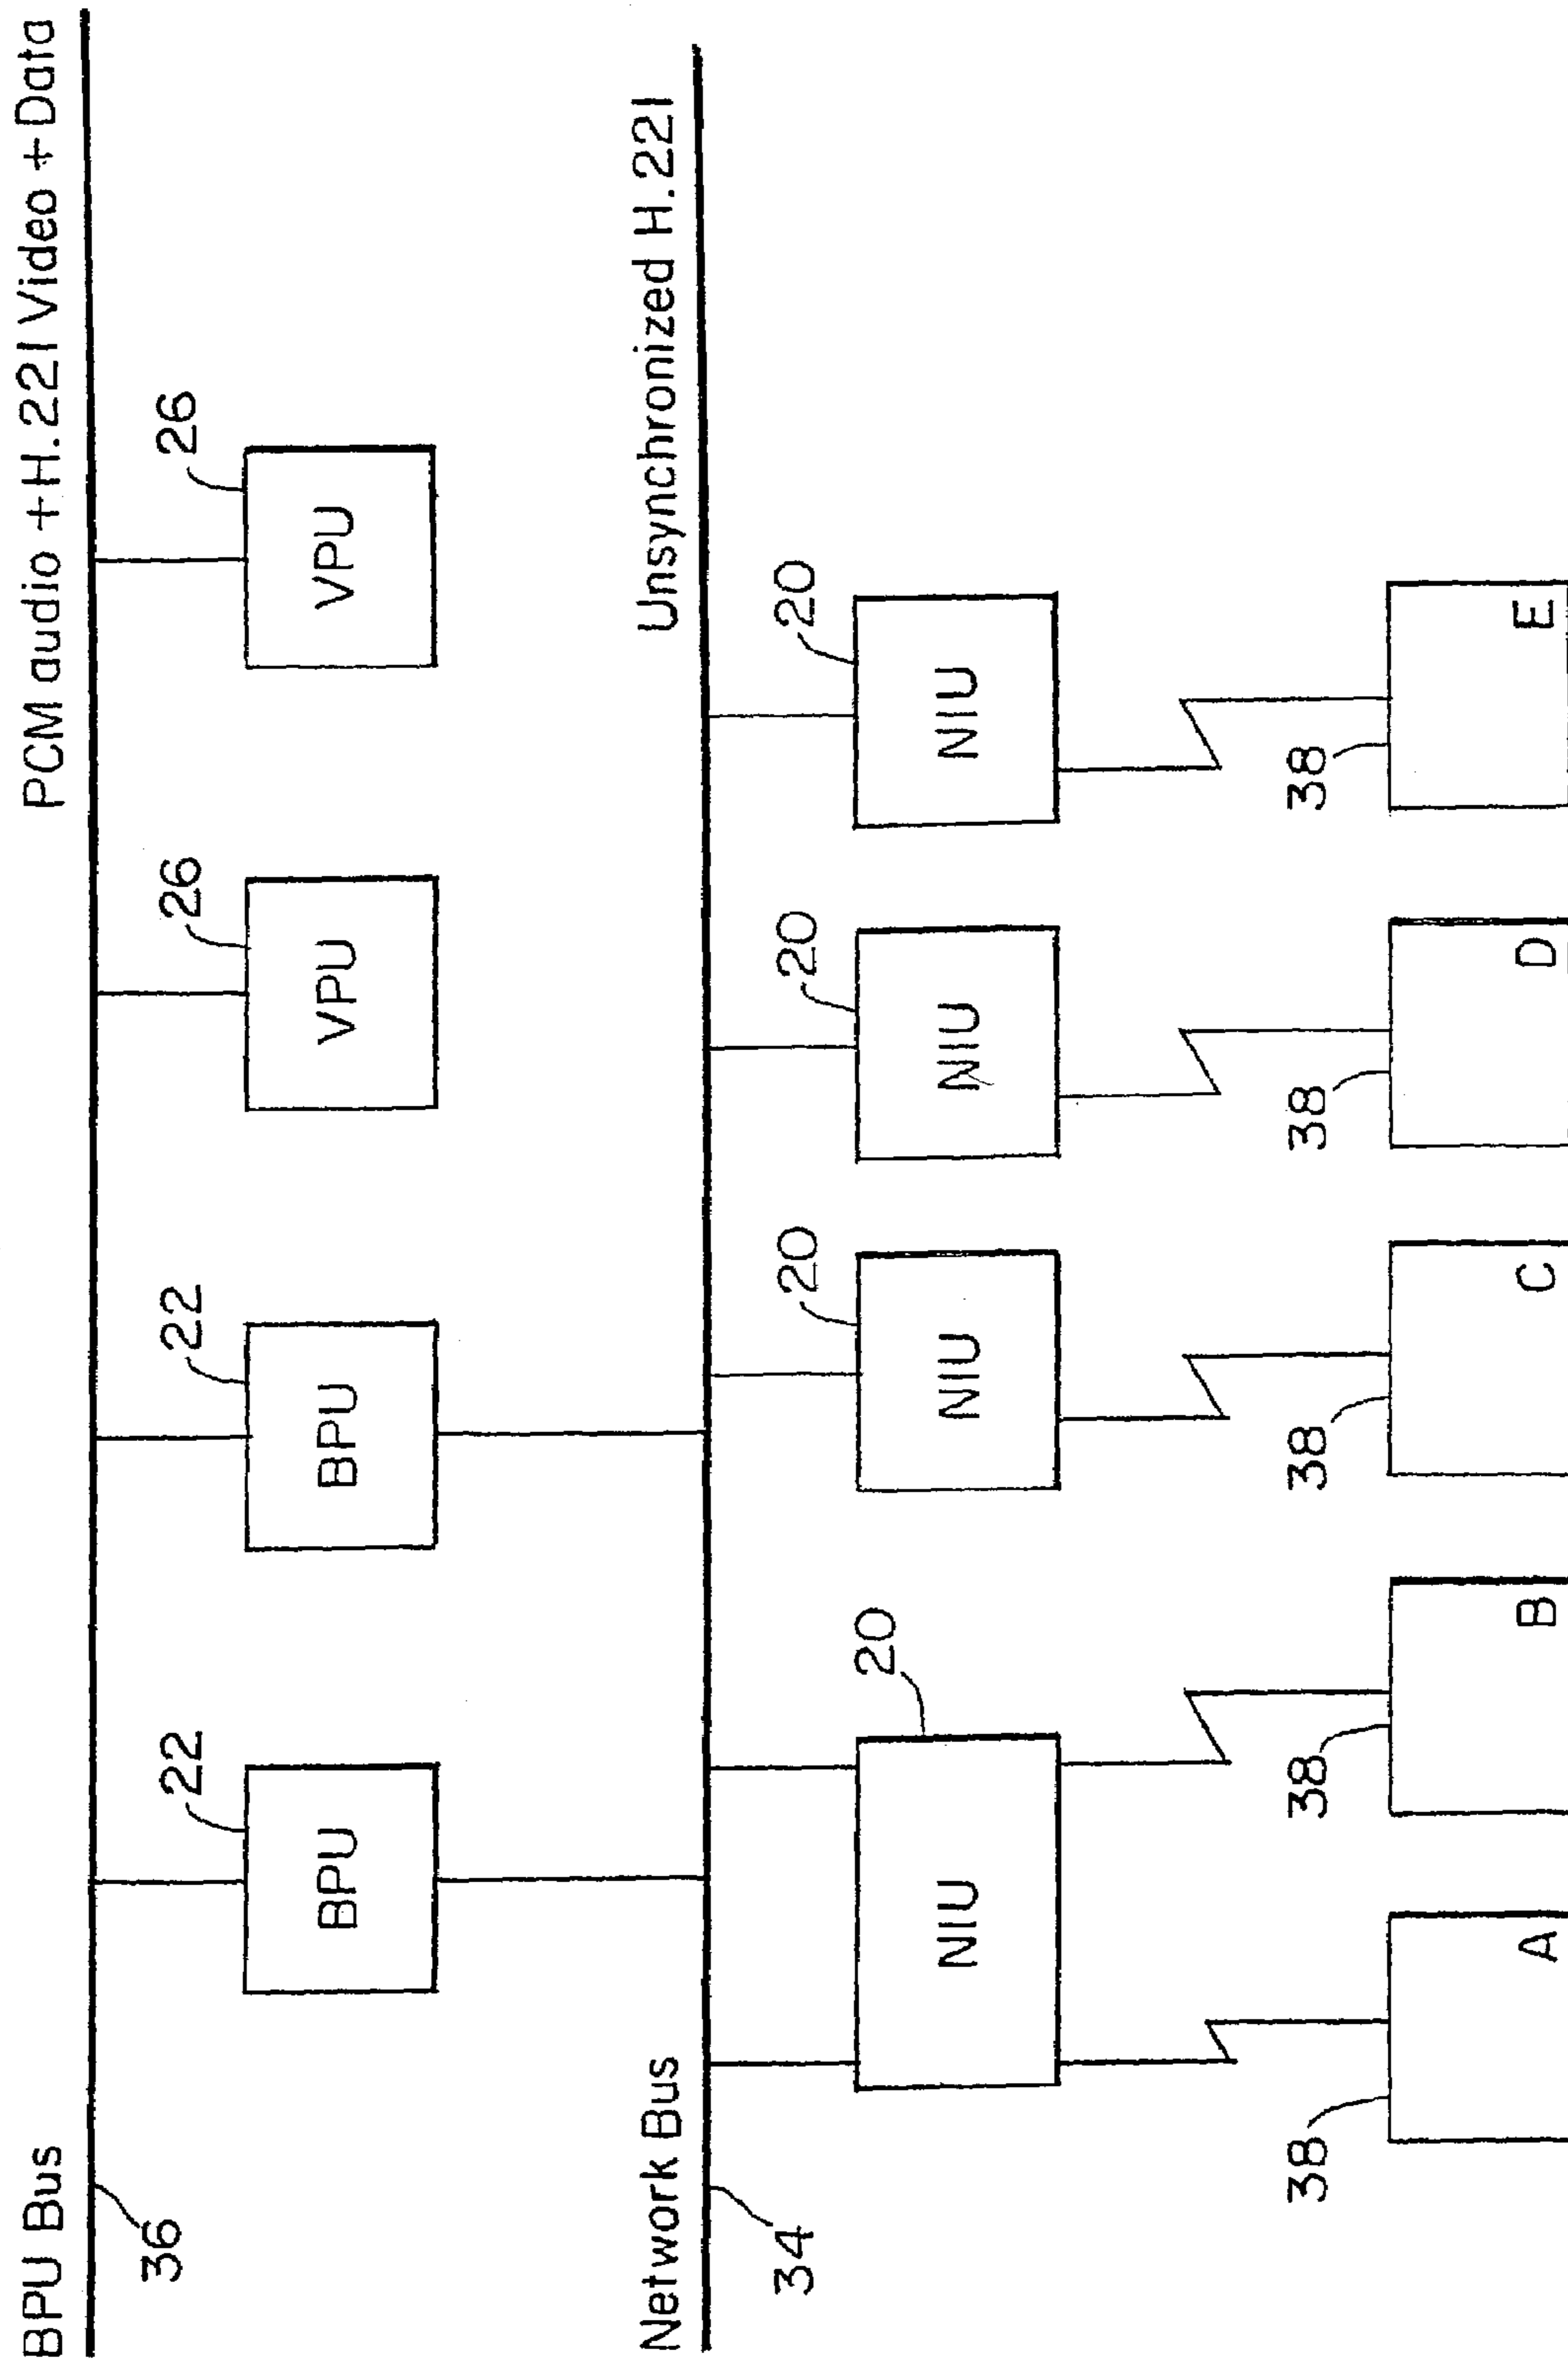 BPU Bus
PCM audio + H.221 Video + Data
36
22
22
26
26
BPU
BPU
VPU
VPU
Network Bus
Unsynchronized H.221
34
20
20
20
20
NIU
NIU
NIU
NIU
38
38
38
38
38
A
B
C
D
E